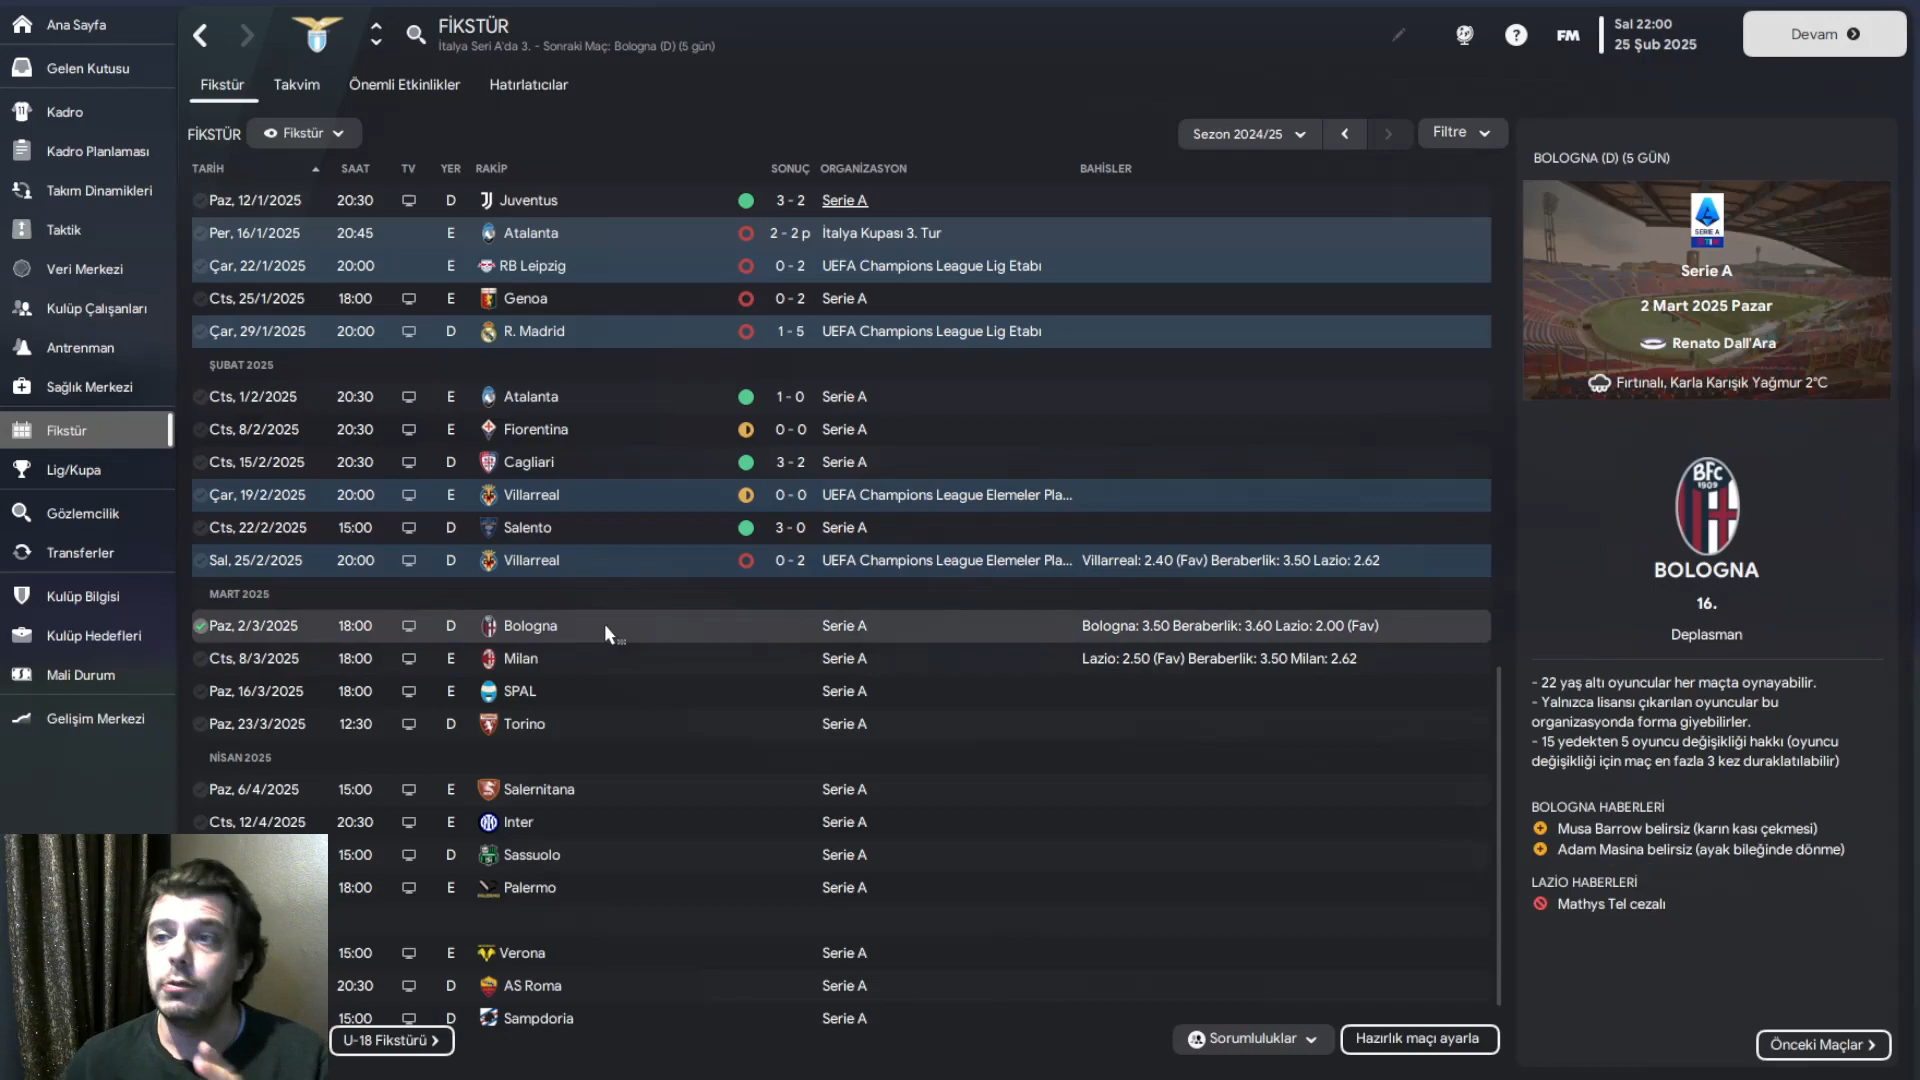 Ana Sayfa
Gelen Kutusu
Kadro
Kadro Planlaması
Takım Dinamikleri
Taktik
Veri Merkezi
Kulüp Çalışanları
Antrenman
Sağlık Merkezi
Fikstür
Lig/Kupa
Gözlemcilik
Transferler
Kulüp Bilgisi
Kulüp Hedefleri
Mali Durum
Gelişim Merkezi
FİKSTÜR
İtalya Seri A'da 3. - Sonraki Maç: Bologna (D) (5 gün)
FM
Sal 22:00
25 Şub 2025
Devam
Fikstür Takvim Önemli Etkinlikler Hatırlatıcılar
FİKSTÜR Fikstür Sezon 2024/25 Filtre
TARİH SAAT TV YER RAKİP SONUÇ ORGANİZASYON BAHİSLER
Paz, 12/1/2025 20:30 D Juventus 3 - 2 Serie A
Per, 16/1/2025 20:45 E Atalanta 2 - 2 p İtalya Kupası 3. Tur
Çar, 22/1/2025 20:00 E RB Leipzig 0 - 2 UEFA Champions League Lig Etabı
Cts, 25/1/2025 18:00 E Genoa 0 - 2 Serie A
Çar, 29/1/2025 20:00 D R. Madrid 1 - 5 UEFA Champions League Lig Etabı
ŞUBAT 2025
Cts, 1/2/2025 20:30 E Atalanta 1 - 0 Serie A
Cts, 8/2/2025 20:30 E Fiorentina 0 - 0 Serie A
Cts, 15/2/2025 20:30 D Cagliari 3 - 2 Serie A
Çar, 19/2/2025 20:00 E Villarreal 0 - 0 UEFA Champions League Elemeler Pla...
Cts, 22/2/2025 15:00 D Salento 3 - 0 Serie A
Sal, 25/2/2025 20:00 D Villarreal 0 - 2 UEFA Champions League Elemeler Pla... Villarreal: 2.40 (Fav) Beraberlik: 3.50 Lazio: 2.62
MART 2025
Paz, 2/3/2025 18:00 D Bologna Serie A Bologna: 3.50 Beraberlik: 3.60 Lazio: 2.00 (Fav)
Cts, 8/3/2025 18:00 E Milan Serie A Lazio: 2.50 (Fav) Beraberlik: 3.50 Milan: 2.62
Paz, 16/3/2025 18:00 E SPAL Serie A
Paz, 23/3/2025 12:30 D Torino Serie A
NİSAN 2025
Paz, 6/4/2025 15:00 E Salernitana Serie A
Cts, 12/4/2025 20:30 E Inter Serie A
15:00 D Sassuolo Serie A
18:00 E Palermo Serie A
15:00 E Verona Serie A
20:30 D AS Roma Serie A
15:00 D Sampdoria Serie A
U-18 Fikstürü
Sorumluluklar
Hazırlık maçı ayarla
BOLOGNA (D) (5 GÜN)
SERIE A
Serie A
2 Mart 2025 Pazar
Renato Dall'Ara
Fırtınalı, Karla Karışık Yağmur 2°C
BFC
1909
BOLOGNA
16.
Deplasman
- 22 yaş altı oyuncular her maçta oynayabilir.
- Yalnızca lisansı çıkarılan oyuncular bu
organizasyonda forma giyebilirler.
- 15 yedekten 5 oyuncu değişikliği hakkı (oyuncu
değişikliği için maç en fazla 3 kez duraklatılabilir)
BOLOGNA HABERLERİ
Musa Barrow belirsiz (karın kası çekmesi)
Adam Masina belirsiz (ayak bileğinde dönme)
LAZİO HABERLERİ
Mathys Tel cezalı
Önceki Maçlar